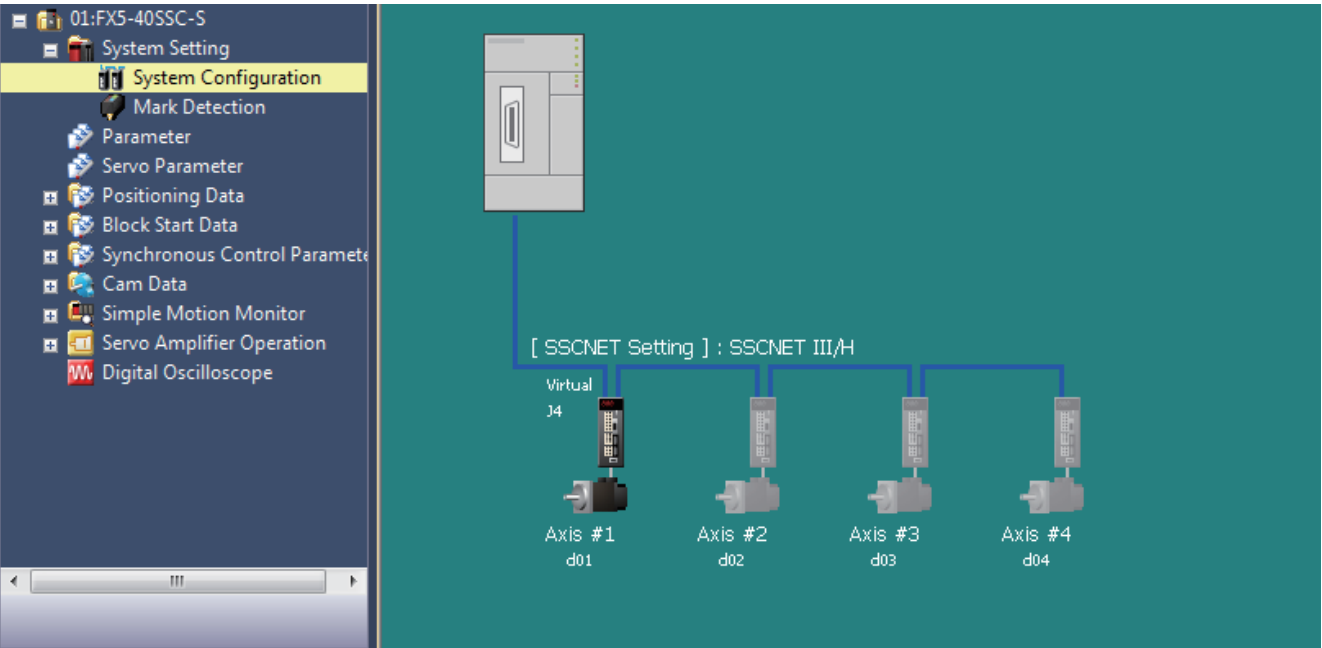 01:FX5-40SSC-S
System Setting
System Configuration
Mark Detection
Parameter
Servo Parameter
Positioning Data
Block Start Data
Synchronous Control Paramete
Cam Data
Simple Motion Monitor
Servo Amplifier Operation
Digital Oscilloscope
[ SSCNET Setting ] : SSCNET III/H
Virtual
J4
Axis #1 Axis #2 Axis #3 Axis #4
d01 d02 d03 d04